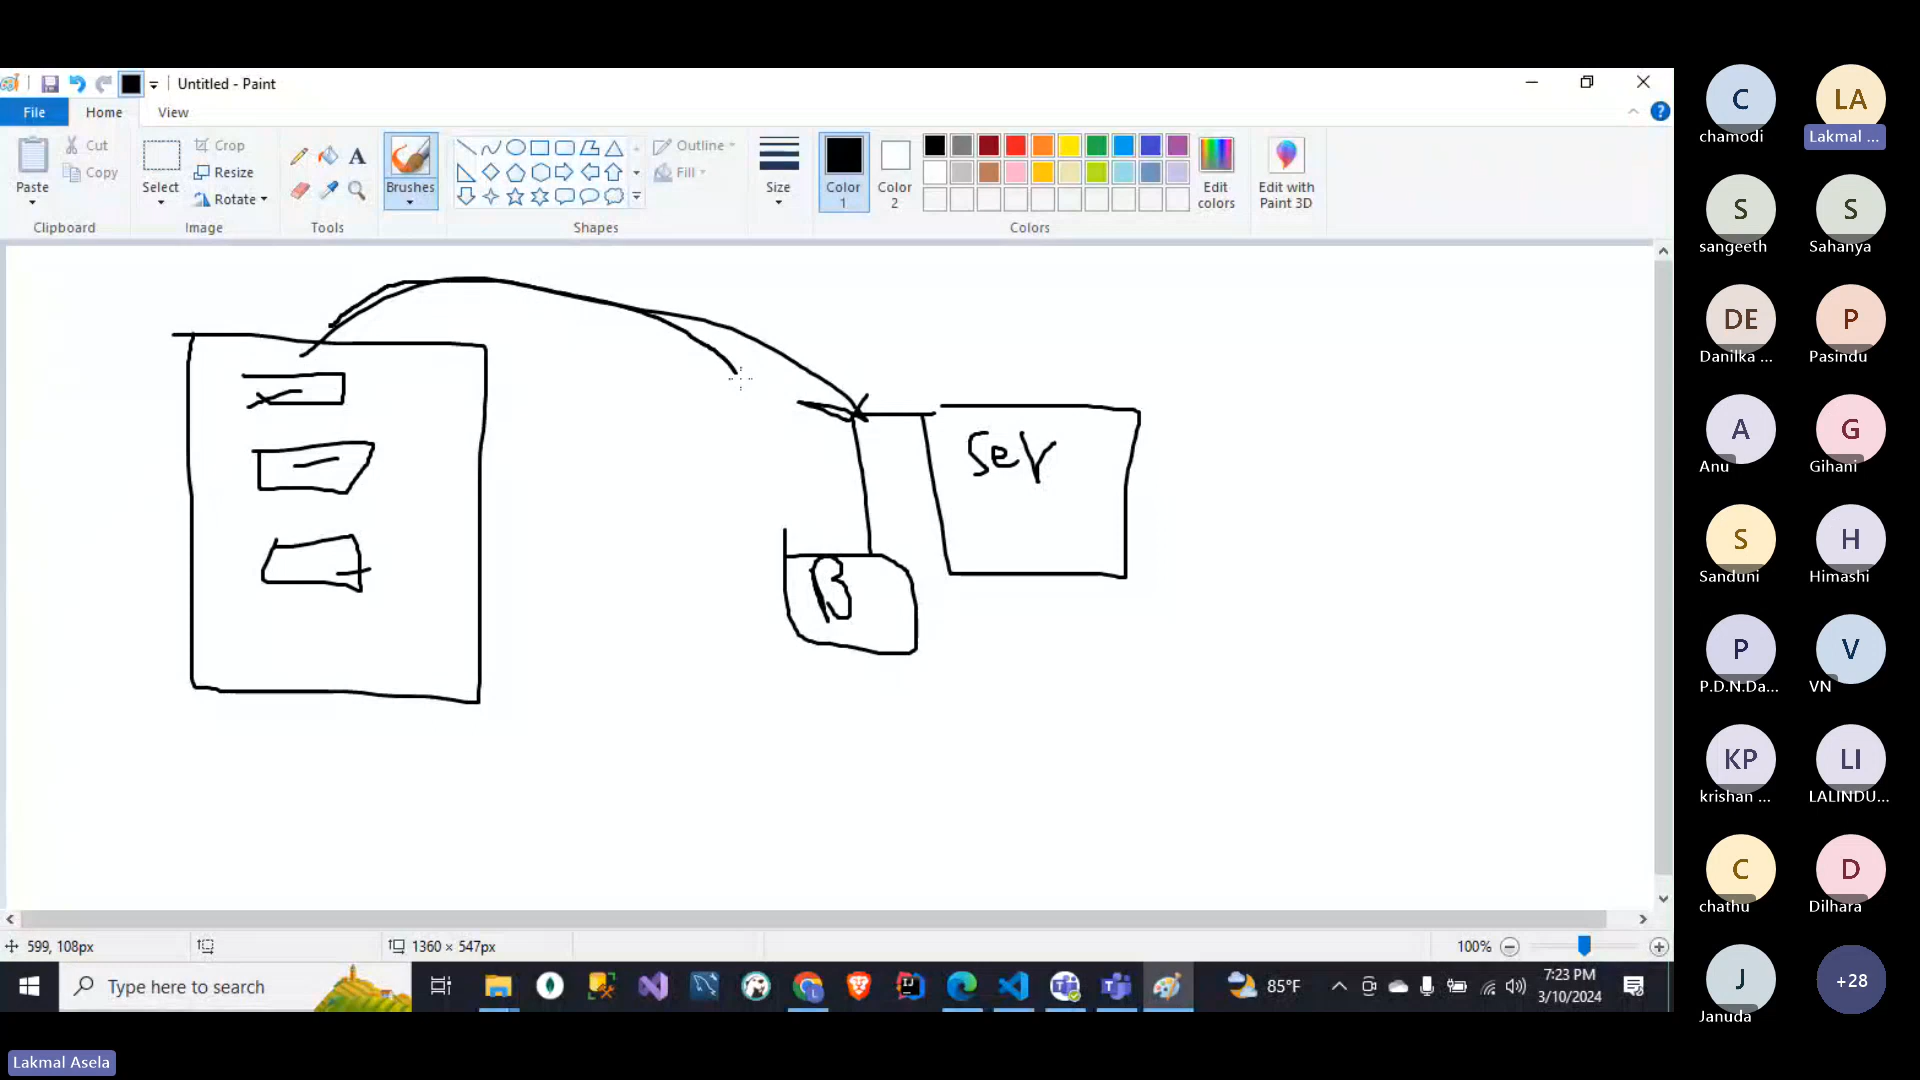 Untitled - Paint
File Home View
Cut
Copy
Paste
Clipboard
Select
Crop
Resize
Rotate
Image
A
Tools
Brushes
Shapes
Outline
Fill
Size
Color
1
Color
2
Edit
colors
Colors
Edit with
Paint 3D
Ser
B
599, 108px
1360 × 547px
100%
Type here to search
85°F
7:23 PM
3/10/2024
C
chamodi
LA
Lakmal ...
S
sangeeth
S
Sahanya
DE
Danilka ...
P
Pasindu
A
Anu
G
Gihani
S
Sanduni
H
Himashi
P
P.D.N.Da...
V
VN
KP
krishan ...
LI
LALINDU...
C
chathu
D
Dilhara
J
Januda
+28
Lakmal Asela